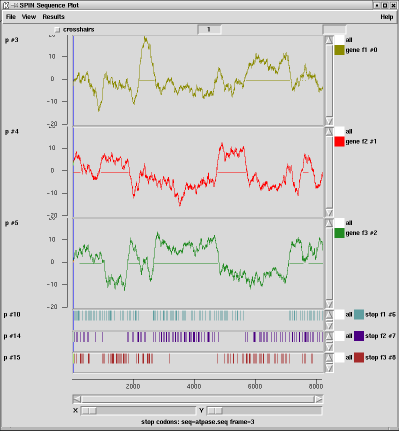 SPIN Sequence Plot
File View Results Help
crosshairs 1
p #3 20 all
gene f1 #0
10
0
-10
-20
p #4 20 all
gene f2 #1
10
0
-10
-20
p #5 20 all
gene f3 #2
10
0
-10
-20
p #10 all stop f1 #6
p #14 all stop f2 #7
p #15 all stop f3 #8
2000 4000 6000 8000
X Y
stop codons: seq=atpase.seq frame=3